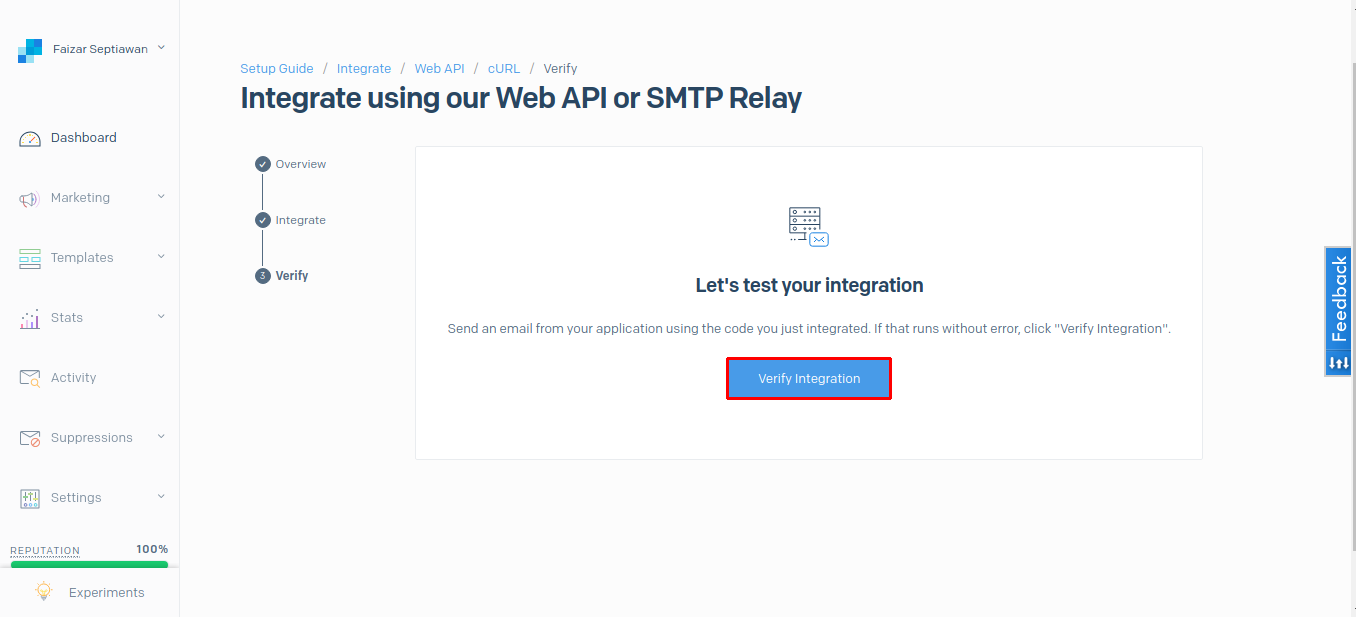 Faizar Septiawan
Dashboard
Marketing
Templates
Stats
Activity
Suppressions
Settings
REPUTATION 100%
Experiments
Setup Guide / Integrate / Web API / cURL / Verify
Integrate using our Web API or SMTP Relay
Overview
Integrate
3 Verify
Let's test your integration
Send an email from your application using the code you just integrated. If that runs without error, click "Verify Integration".
Verify Integration
Feedback